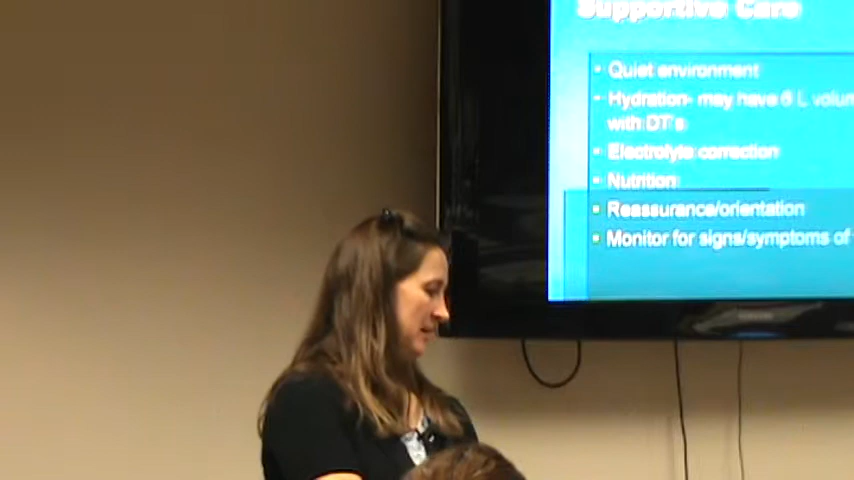 Supportive Care
Quiet environment
Hydration- may have 6 L volum
with DT's
Electrolyte correction
Nutrition
Reassurance/orientation
Monitor for signs/symptoms of